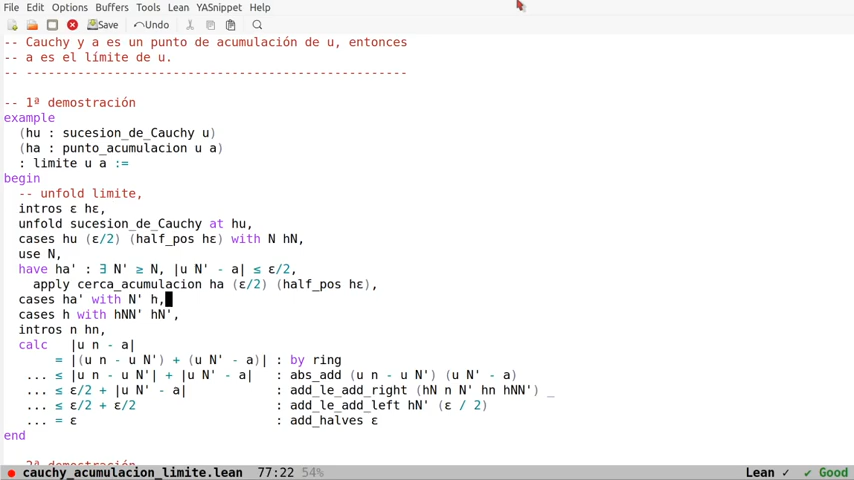 File Edit Options Buffers Tools Lean YASnippet Help
Save Undo
-- Cauchy y a es un punto de acumulación de u, entonces
-- a es el límite de u.
-- ----------------------------------------------------
-- 1ª demostración
example
(hu : sucesion_de_Cauchy u)
(ha : punto_acumulacion u a)
: limite u a :=
begin
-- unfold limite,
intros ε hε,
unfold sucesion_de_Cauchy at hu,
cases hu (ε/2) (half_pos hε) with N hN,
use N,
have ha' : ∃ N' ≥ N, |u N' - a| ≤ ε/2,
apply cerca_acumulacion ha (ε/2) (half_pos hε),
cases ha' with N' h,
cases h with hNN' hN',
intros n hn,
calc |u n - a|
= |(u n - u N') + (u N' - a)| : by ring
... ≤ |u n - u N'| + |u N' - a| : abs_add (u n - u N') (u N' - a)
... ≤ ε/2 + |u N' - a| : add_le_add_right (hN n N' hn hNN') _
... ≤ ε/2 + ε/2 : add_le_add_left hN' (ε / 2)
... = ε : add_halves ε
end
-- 2ª demostración
cauchy_acumulacion_limite.lean 77:22 54% Lean ✓ ✔ Good